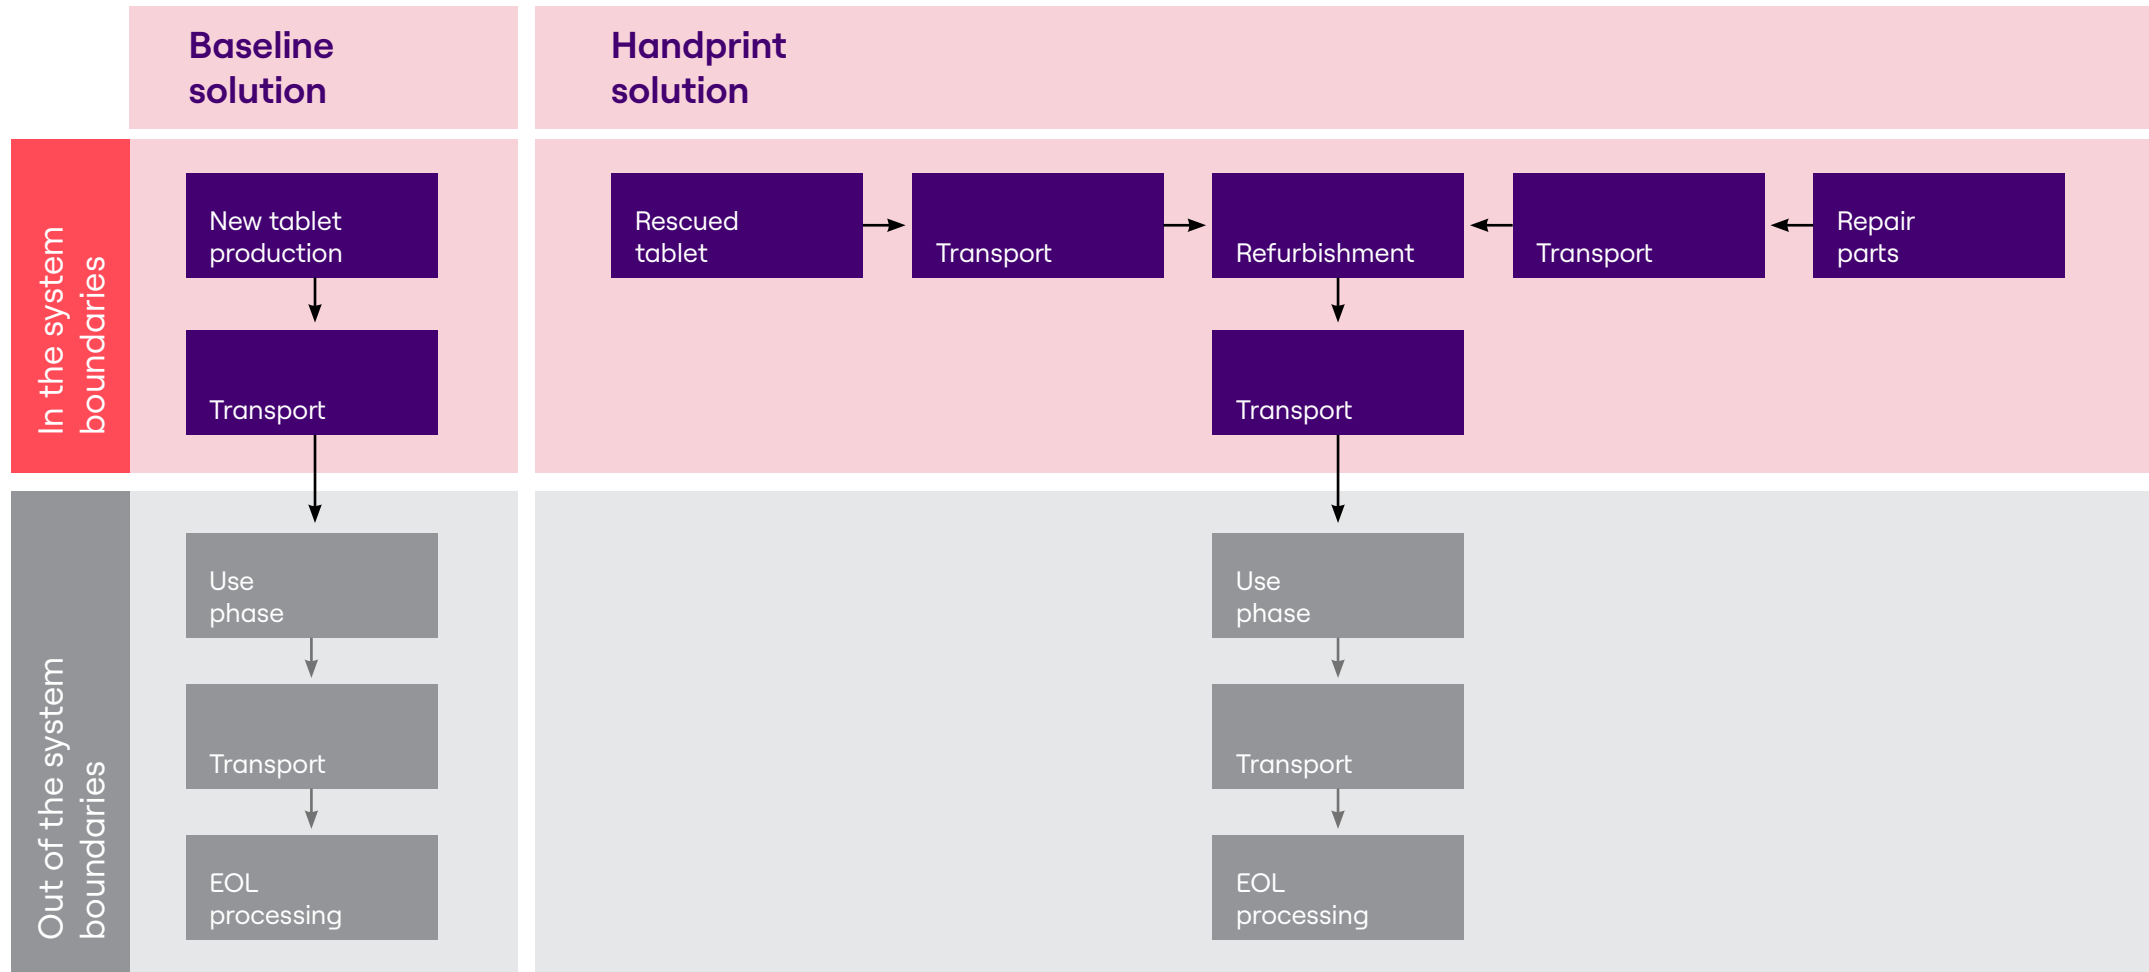 Baseline
solution
Handprint
solution
In the system
boundaries
New tablet
production
Transport
Rescued
tablet
Transport
Refurbishment
Transport
Repair
parts
Transport
Out of the system
boundaries
Use
phase
Transport
EOL
processing
Use
phase
Transport
EOL
processing